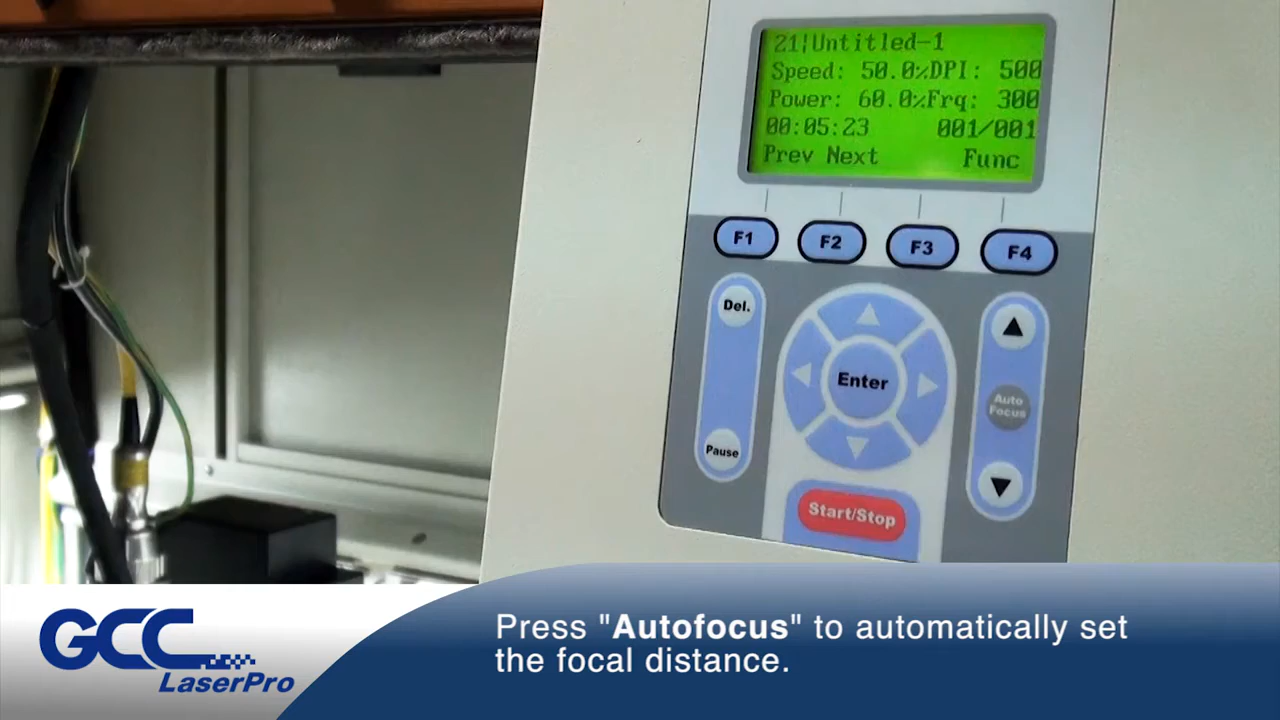 21|Untitled-1
Speed: 50.0%DPI: 500
Power: 60.0%Frq: 300
00:05:23 001/001
Prev Next Func
F1 F2 F3 F4
Del.
Enter
Auto
Focus
Pause
Start/Stop
Press "Autofocus" to automatically set
the focal distance.
GCC
LaserPro